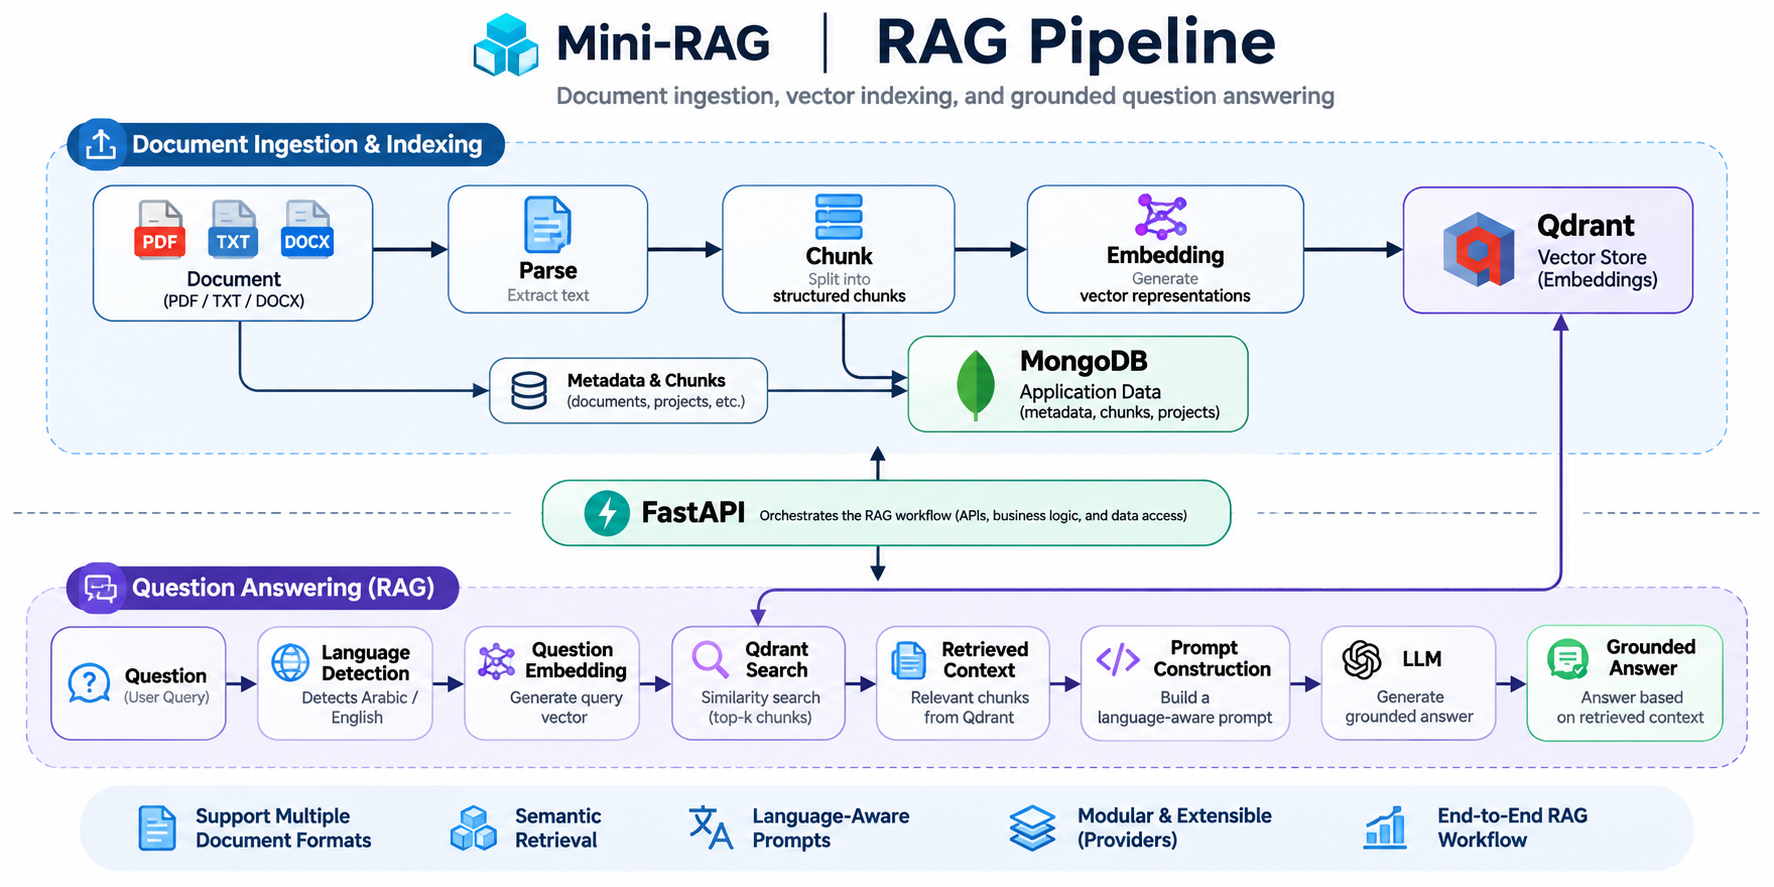 Mini-RAG | RAG Pipeline
Document ingestion, vector indexing, and grounded question answering
Document Ingestion & Indexing
PDF
TXT
DOCX
Document
(PDF / TXT / DOCX)
Parse
Extract text
Chunk
Split into
structured chunks
Embedding
Generate
vector representations
Qdrant
Vector Store
(Embeddings)
Metadata & Chunks
(documents, projects, etc.)
MongoDB
Application Data
(metadata, chunks, projects)
FastAPI
Orchestrates the RAG workflow (APIs, business logic, and data access)
Question Answering (RAG)
Question
(User Query)
Language
Detection
Detects Arabic /
English
Question
Embedding
Generate query
vector
Qdrant
Search
Similarity search
(top-k chunks)
Retrieved
Context
Relevant chunks
from Qdrant
Prompt
Construction
Build a
language-aware prompt
LLM
Generate
grounded answer
Grounded
Answer
Answer based
on retrieved context
Support Multiple
Document Formats
Semantic
Retrieval
Language-Aware
Prompts
Modular & Extensible
(Providers)
End-to-End RAG
Workflow